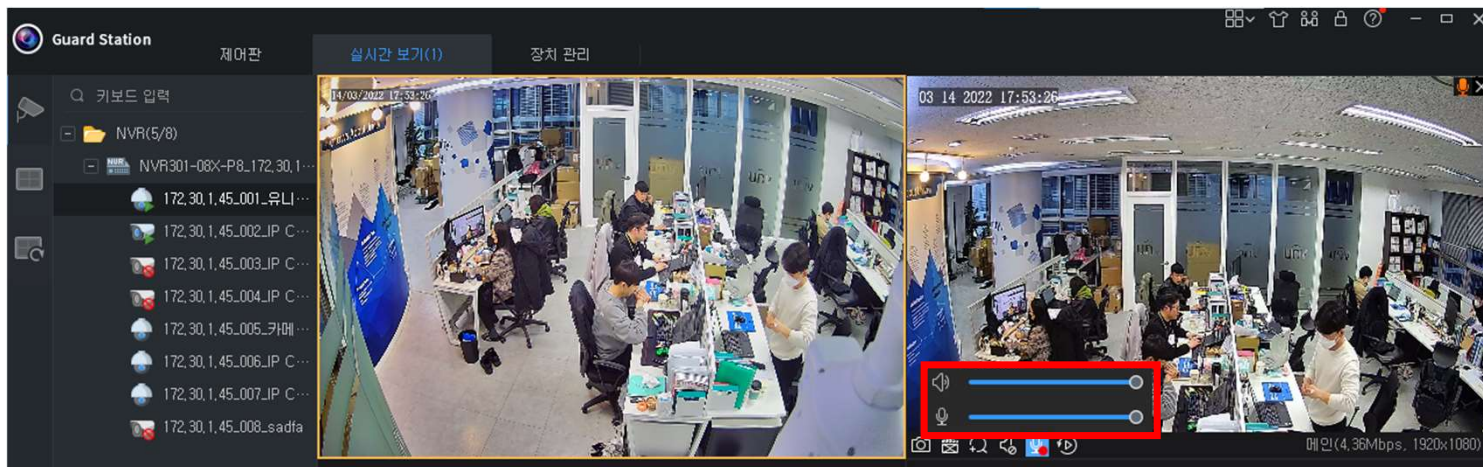 Guard Station
제어판
실시간 보기(1)
장치 관리
키보드 입력
NVR(5/8)
NVR
NVR301-08X-P8_172,30,1···
172,30,1,45_001_유니···
172,30,1,45_002_IP C···
172,30,1,45_003_IP C···
172,30,1,45_004_IP C···
172,30,1,45_005_카메···
172,30,1,45_006_IP C···
172,30,1,45_007_IP C···
172,30,1,45_008_sadfa
14/03/2022 17:53:26
03 14 2022 17:53:26
메인(4,36Mbps, 1920x1080)